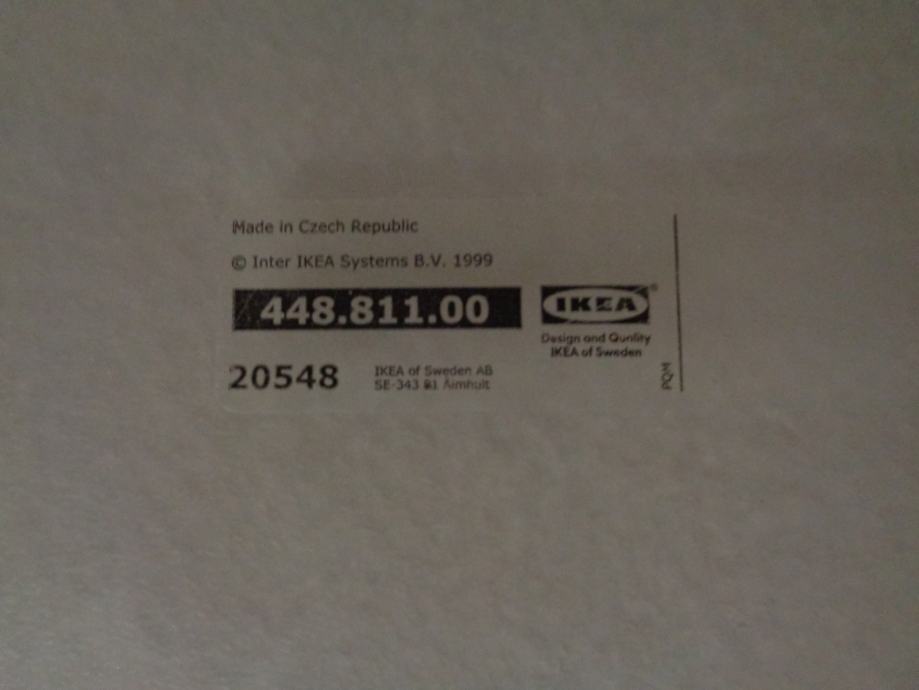 Made in Czech Republic
© Inter IKEA Systems B.V. 1999
448.811.00
IKEA®
Design and Quality
IKEA of Sweden
20548
IKEA of Sweden AB
SE-343 81 Älmhult
PQM